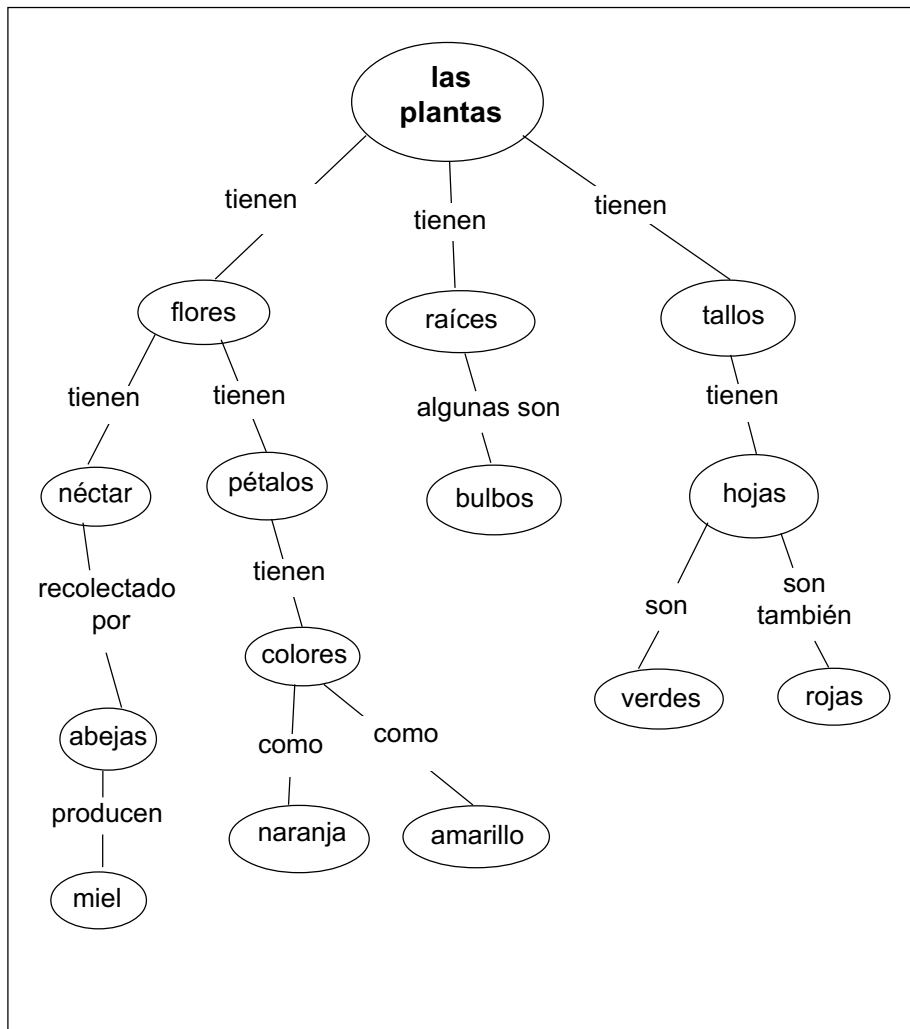 las
plantas
tienen
tienen
tienen
flores
raíces
tallos
tienen
tienen
algunas son
tienen
néctar
pétalos
bulbos
hojas
recolectado
por
tienen
son
son
también
colores
verdes
rojas
abejas
como
como
producen
naranja
amarillo
miel